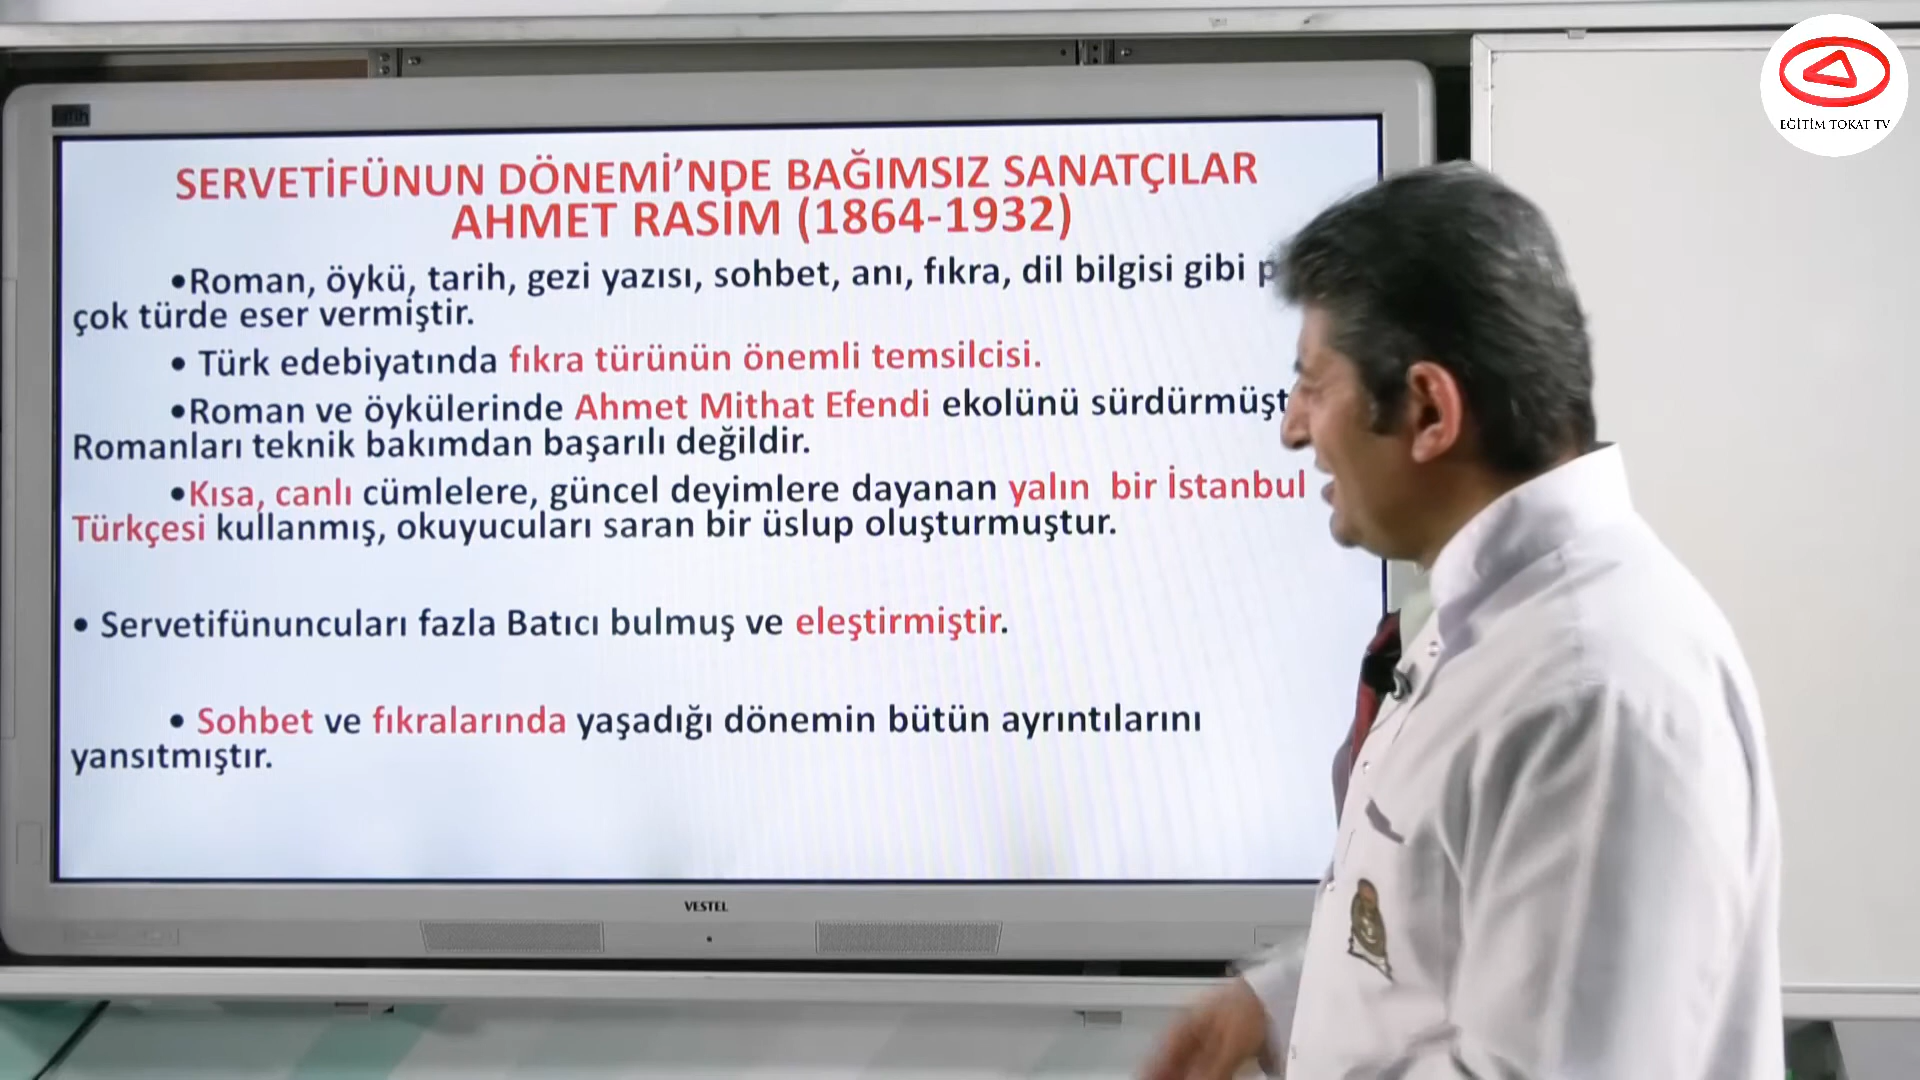 EĞİTİM TOKAT TV
SERVETİFÜNUN DÖNEMİ’NDE BAĞIMSIZ SANATÇILAR
AHMET RASİM (1864-1932)
•Roman, öykü, tarih, gezi yazısı, sohbet, anı, fıkra, dil bilgisi gibi
çok türde eser vermiştir.
• Türk edebiyatında fıkra türünün önemli temsilcisi.
•Roman ve öykülerinde Ahmet Mithat Efendi ekolünü
Romanları teknik bakımdan başarılı değildir.
•Kısa, canlı cümlelere, güncel deyimlere dayanan yalın bir İstanbul
Türkçesi kullanmış, okuyucuları saran bir üslup oluşturmuştur.
• Servetifünuncuları fazla Batıcı bulmuş ve eleştirmiştir.
• Sohbet ve fıkralarında yaşadığı dönemin bütün ayrıntılarını
yansıtmıştır.
VESTEL